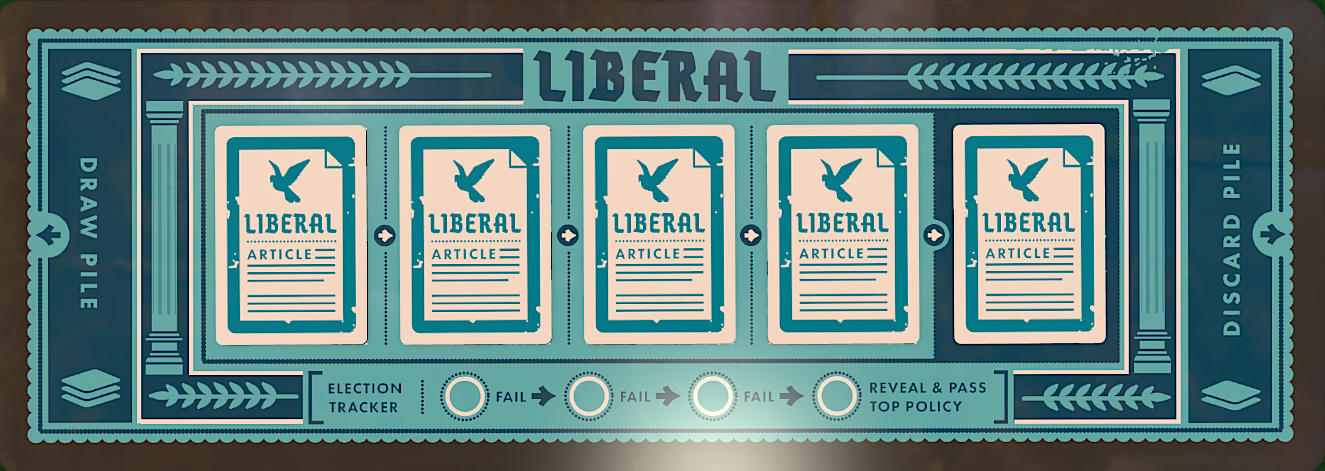 LIBERAL
DRAW PILE
LIBERAL
ARTICLE
LIBERAL
ARTICLE
LIBERAL
ARTICLE
LIBERAL
ARTICLE
LIBERAL
ARTICLE
DISCARD PILE
ELECTION
TRACKER
FAIL
FAIL
FAIL
REVEAL & PASS
TOP POLICY